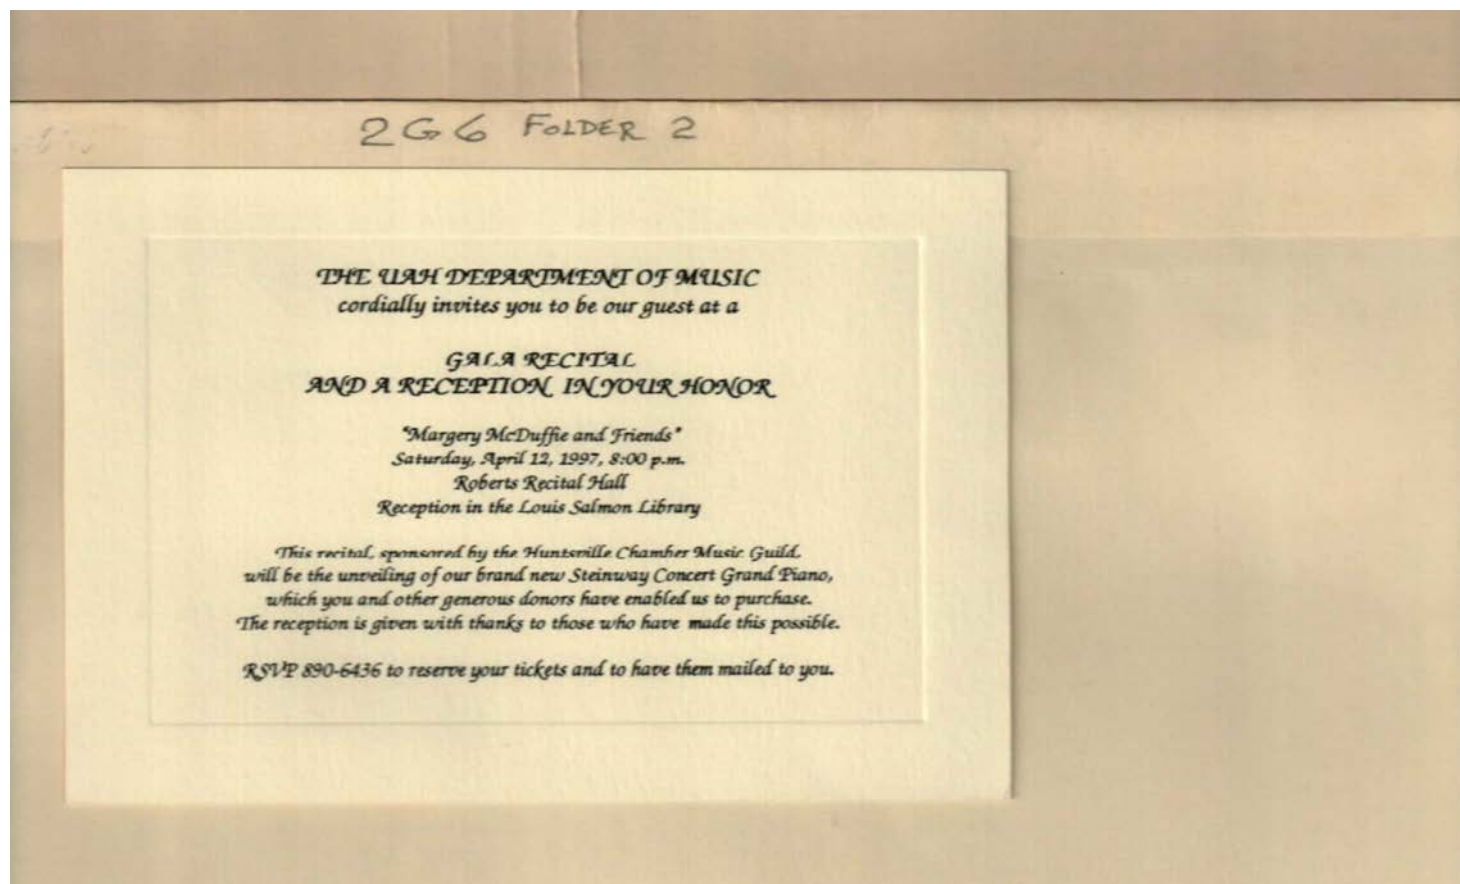 2G6 FOLDER 2
THE UAH DEPARTMENT OF MUSIC
cordially invites you to be our guest at a
GALA RECITAL
AND A RECEPTION IN YOUR HONOR
"Margery McDuffie and Friends"
Saturday, April 12, 1997, 8:00 p.m.
Roberts Recital Hall
Reception in the Louis Salmon Library
This recital, sponsored by the Huntsville Chamber Music Guild,
will be the unveiling of our brand new Steinway Concert Grand Piano,
which you and other generous donors have enabled us to purchase.
The reception is given with thanks to those who have made this possible.
RSVP 890-6436 to reserve your tickets and to have them mailed to you.